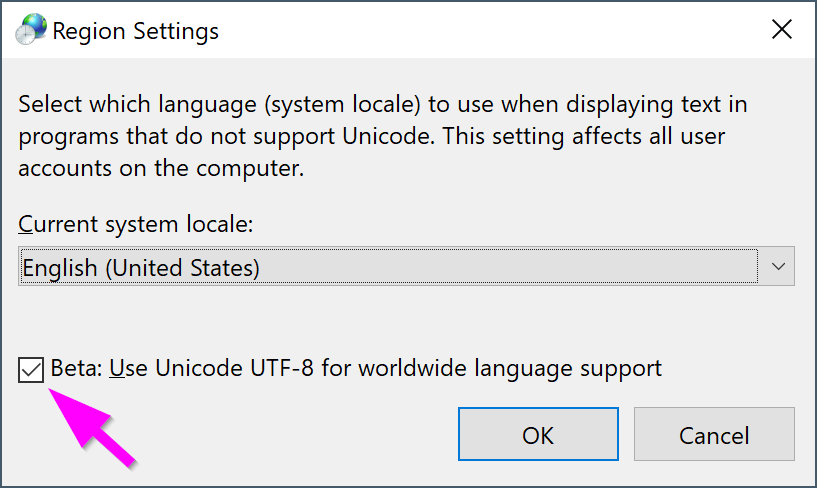 Region Settings
Select which language (system locale) to use when displaying text in
programs that do not support Unicode. This setting affects all user
accounts on the computer.
Current system locale:
English (United States)
Beta: Use Unicode UTF-8 for worldwide language support
OK
Cancel